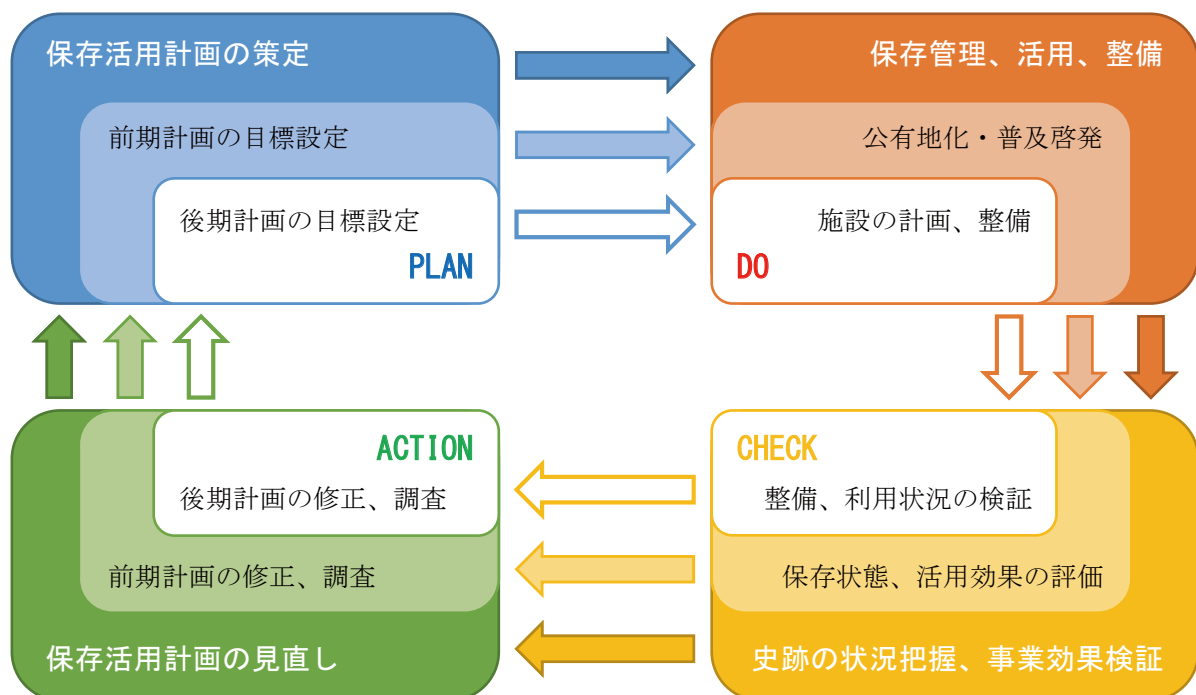 保存活用計画の策定
前期計画の目標設定
後期計画の目標設定
PLAN
保存管理、活用、整備
公有地化・普及啓発
施設の計画、整備
DO
ACTION
後期計画の修正、調査
前期計画の修正、調査
保存活用計画の見直し
CHECK
整備、利用状況の検証
保存状態、活用効果の評価
史跡の状況把握、事業効果検証